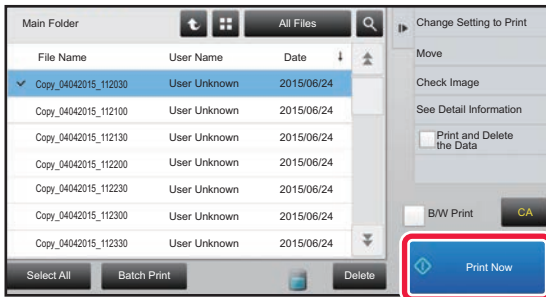 Main Folder
All Files
File Name User Name Date
Copy_04042015_112030 User Unknown 2015/06/24
Copy_04042015_112100 User Unknown 2015/06/24
Copy_04042015_112130 User Unknown 2015/06/24
Copy_04042015_112200 User Unknown 2015/06/24
Copy_04042015_112230 User Unknown 2015/06/24
Copy_04042015_112300 User Unknown 2015/06/24
Copy_04042015_112330 User Unknown 2015/06/24
Select All Batch Print Delete
Change Setting to Print
Move
Check Image
See Detail Information
Print and Delete
the Data
B/W Print CA
Print Now